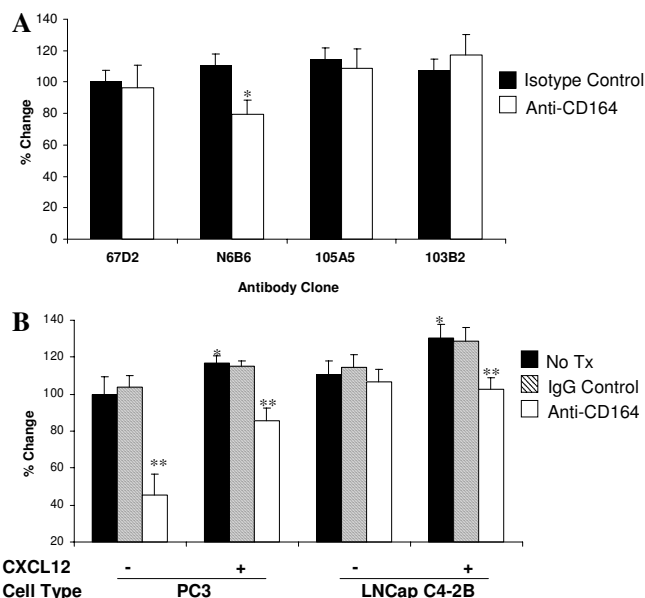 A
140
120
100
80
60
40
20
0
% Change
*
Isotype Control
Anti-CD164
67D2 N6B6 105A5 103B2
Antibody Clone
B
140
120
100
80
60
40
20
% Change
** * ** * **
No Tx
IgG Control
Anti-CD164
CXCL12 - + - +
Cell Type PC3 LNCap C4-2B